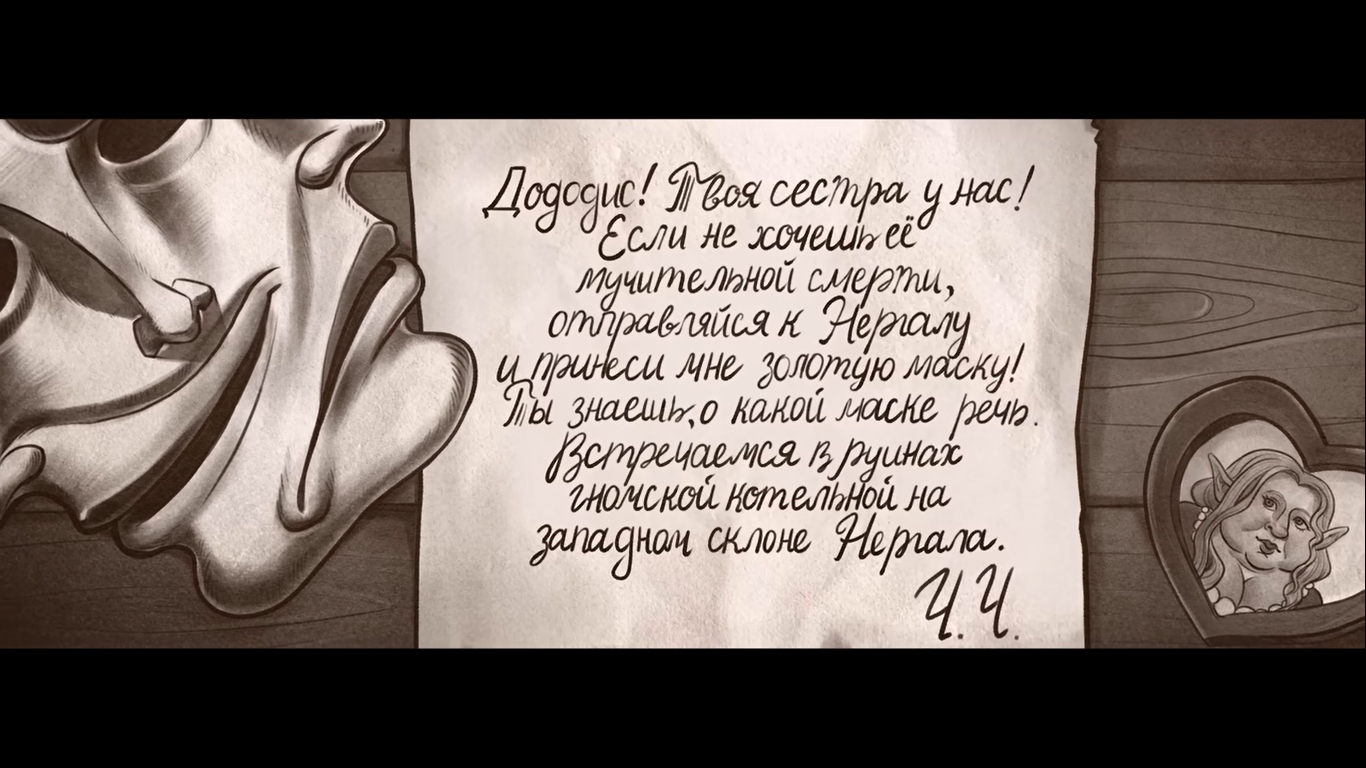 Дододис! Твоя сестра у нас!
Если не хочешь её
мучительной смерти,
отправляйся к Нергалу
и принеси мне золотую маску!
Ты знаешь, о какой маске речь.
Встречаемся в руинах
гномской котельной на
западном склоне Нергала.
Ч. Ч.